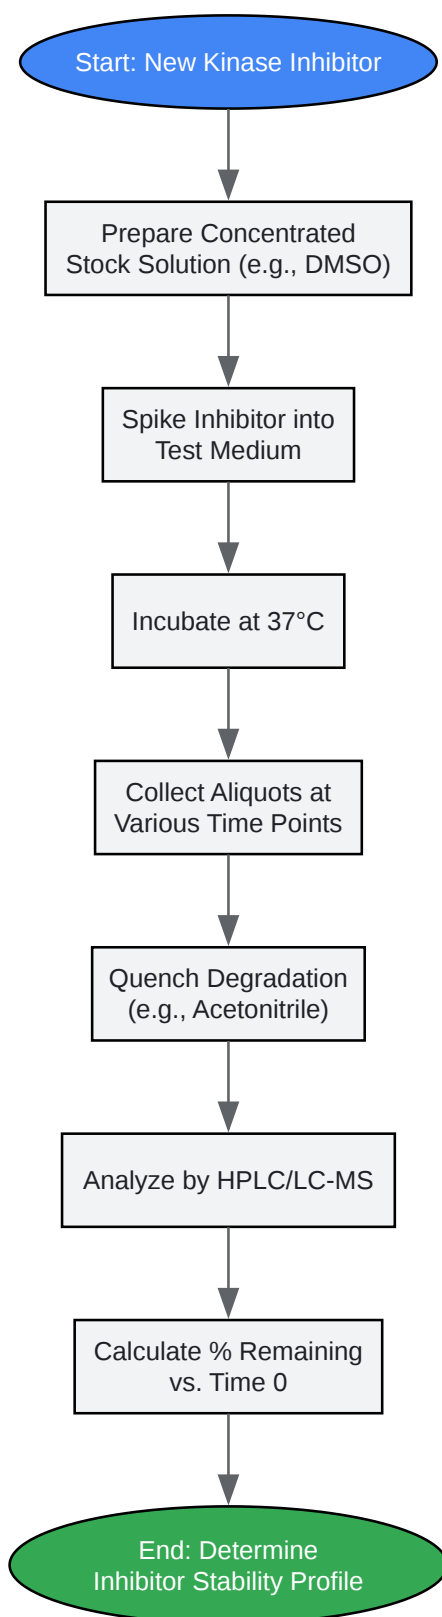 Start: New Kinase Inhibitor
Prepare Concentrated
Stock Solution (e.g., DMSO)
Spike Inhibitor into
Test Medium
Incubate at 37°C
Collect Aliquots at
Various Time Points
Quench Degradation
(e.g., Acetonitrile)
Analyze by HPLC/LC-MS
Calculate % Remaining
vs. Time 0
End: Determine
Inhibitor Stability Profile